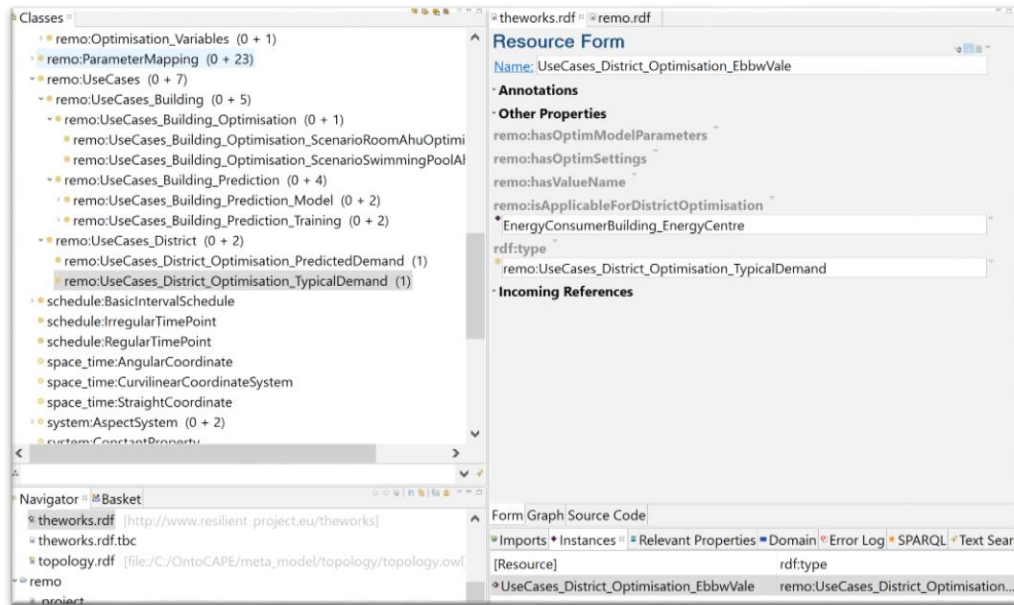 Classes
remo:Optimisation_Variables (0 + 1)
remo:ParameterMapping (0 + 23)
remo:UseCases (0 + 7)
remo:UseCases_Building (0 + 5)
remo:UseCases_Building_Optimisation (0 + 1)
remo:UseCases_Building_Optimisation_ScenarioRoomAhuOptimi
remo:UseCases_Building_Optimisation_ScenarioSwimmingPoolAl
remo:UseCases_Building_Prediction (0 + 4)
remo:UseCases_Building_Prediction_Model (0 + 2)
remo:UseCases_Building_Prediction_Training (0 + 2)
remo:UseCases_District (0 + 2)
remo:UseCases_District_Optimisation_PredictedDemand (1)
remo:UseCases_District_Optimisation_TypicalDemand (1)
schedule:BasicIntervalSchedule
schedule:IrregularTimePoint
schedule:RegularTimePoint
space_time:AngularCoordinate
space_time:CurvilinearCoordinateSystem
space_time:StraightCoordinate
system:AspectSystem (0 + 2)
system:ConstantProperty
Navigator Basket
theworks.rdf [http://www.resilient-project.eu/theworks]
theworks.rdf.tbc
topology.rdf [file:/C:/OntoCAPE/meta_model/topology/topology.owl
remo
project
theworks.rdf remo.rdf
Resource Form
Name: UseCases_District_Optimisation_EbbwVale
Annotations
Other Properties
remo:hasOptimModelParameters
remo:hasOptimSettings
remo:hasValueName
remo:isApplicableForDistrictOptimisation
EnergyConsumerBuilding_EnergyCentre
rdf:type
remo:UseCases_District_Optimisation_TypicalDemand
Incoming References
Form Graph Source Code
Imports Instances Relevant Properties Domain Error Log SPARQL Text Sear
[Resource] rdf:type
UseCases_District_Optimisation_EbbwVale remo:UseCases_District_Optimisation...